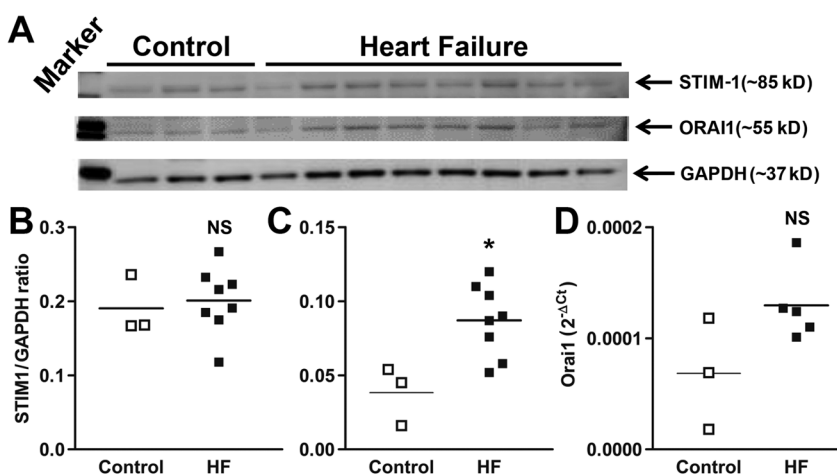 A
Marker
Control
Heart Failure
STIM-1(~85 kD)
ORAI1(~55 kD)
GAPDH (~37 kD)
B
NS
STIM1/GAPDH ratio
0.3
0.2
0.1
0.0
Control
HF
C
*
0.15
0.10
0.05
0.00
Control
HF
D
NS
Orai1 (2-ΔCt)
0.0002
0.0001
0.0000
Control
HF